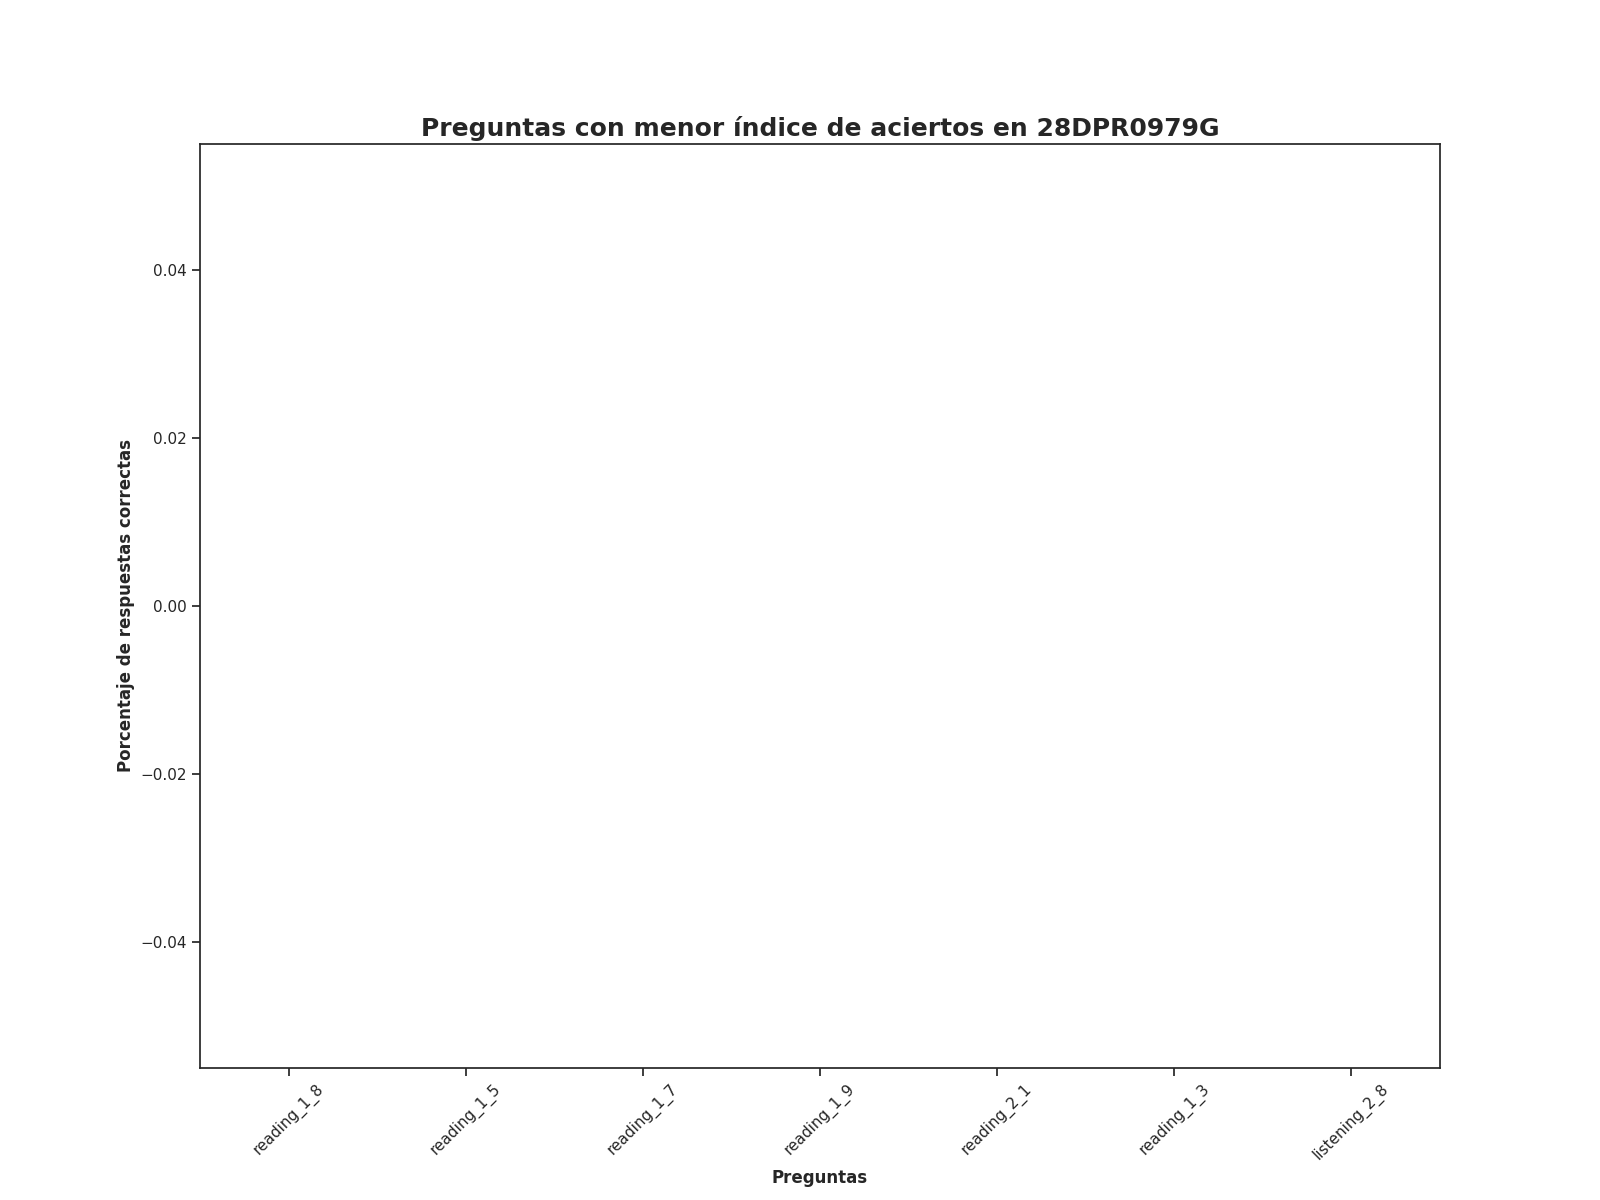 Preguntas con menor índice de aciertos en 28DPR0979G
Porcentaje de respuestas correctas
0.04
0.02
0.00
−0.02
−0.04
reading_1_8
reading_1_5
reading_1_7
reading_1_9
reading_2_1
reading_1_3
listening_2_8
Preguntas